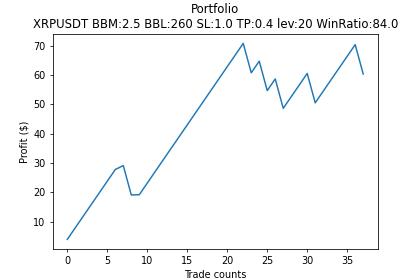 Portfolio
XRPUSDT BBM:2.5 BBL:260 SL:1.0 TP:0.4 lev:20 WinRatio:84.0
70
60
50
40
30
20
10
Profit ($)
0 5 10 15 20 25 30 35
Trade counts